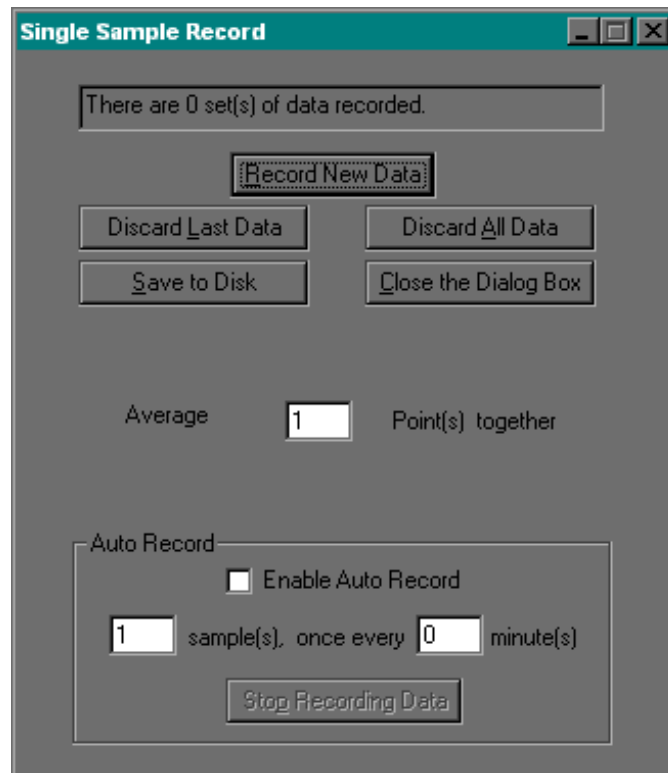 Single Sample Record
There are 0 set(s) of data recorded.
Record New Data
Discard Last Data
Discard All Data
Save to Disk
Close the Dialog Box
Average 1 Point(s) together
Auto Record
Enable Auto Record
1 sample(s), once every 0 minute(s)
Stop Recording Data